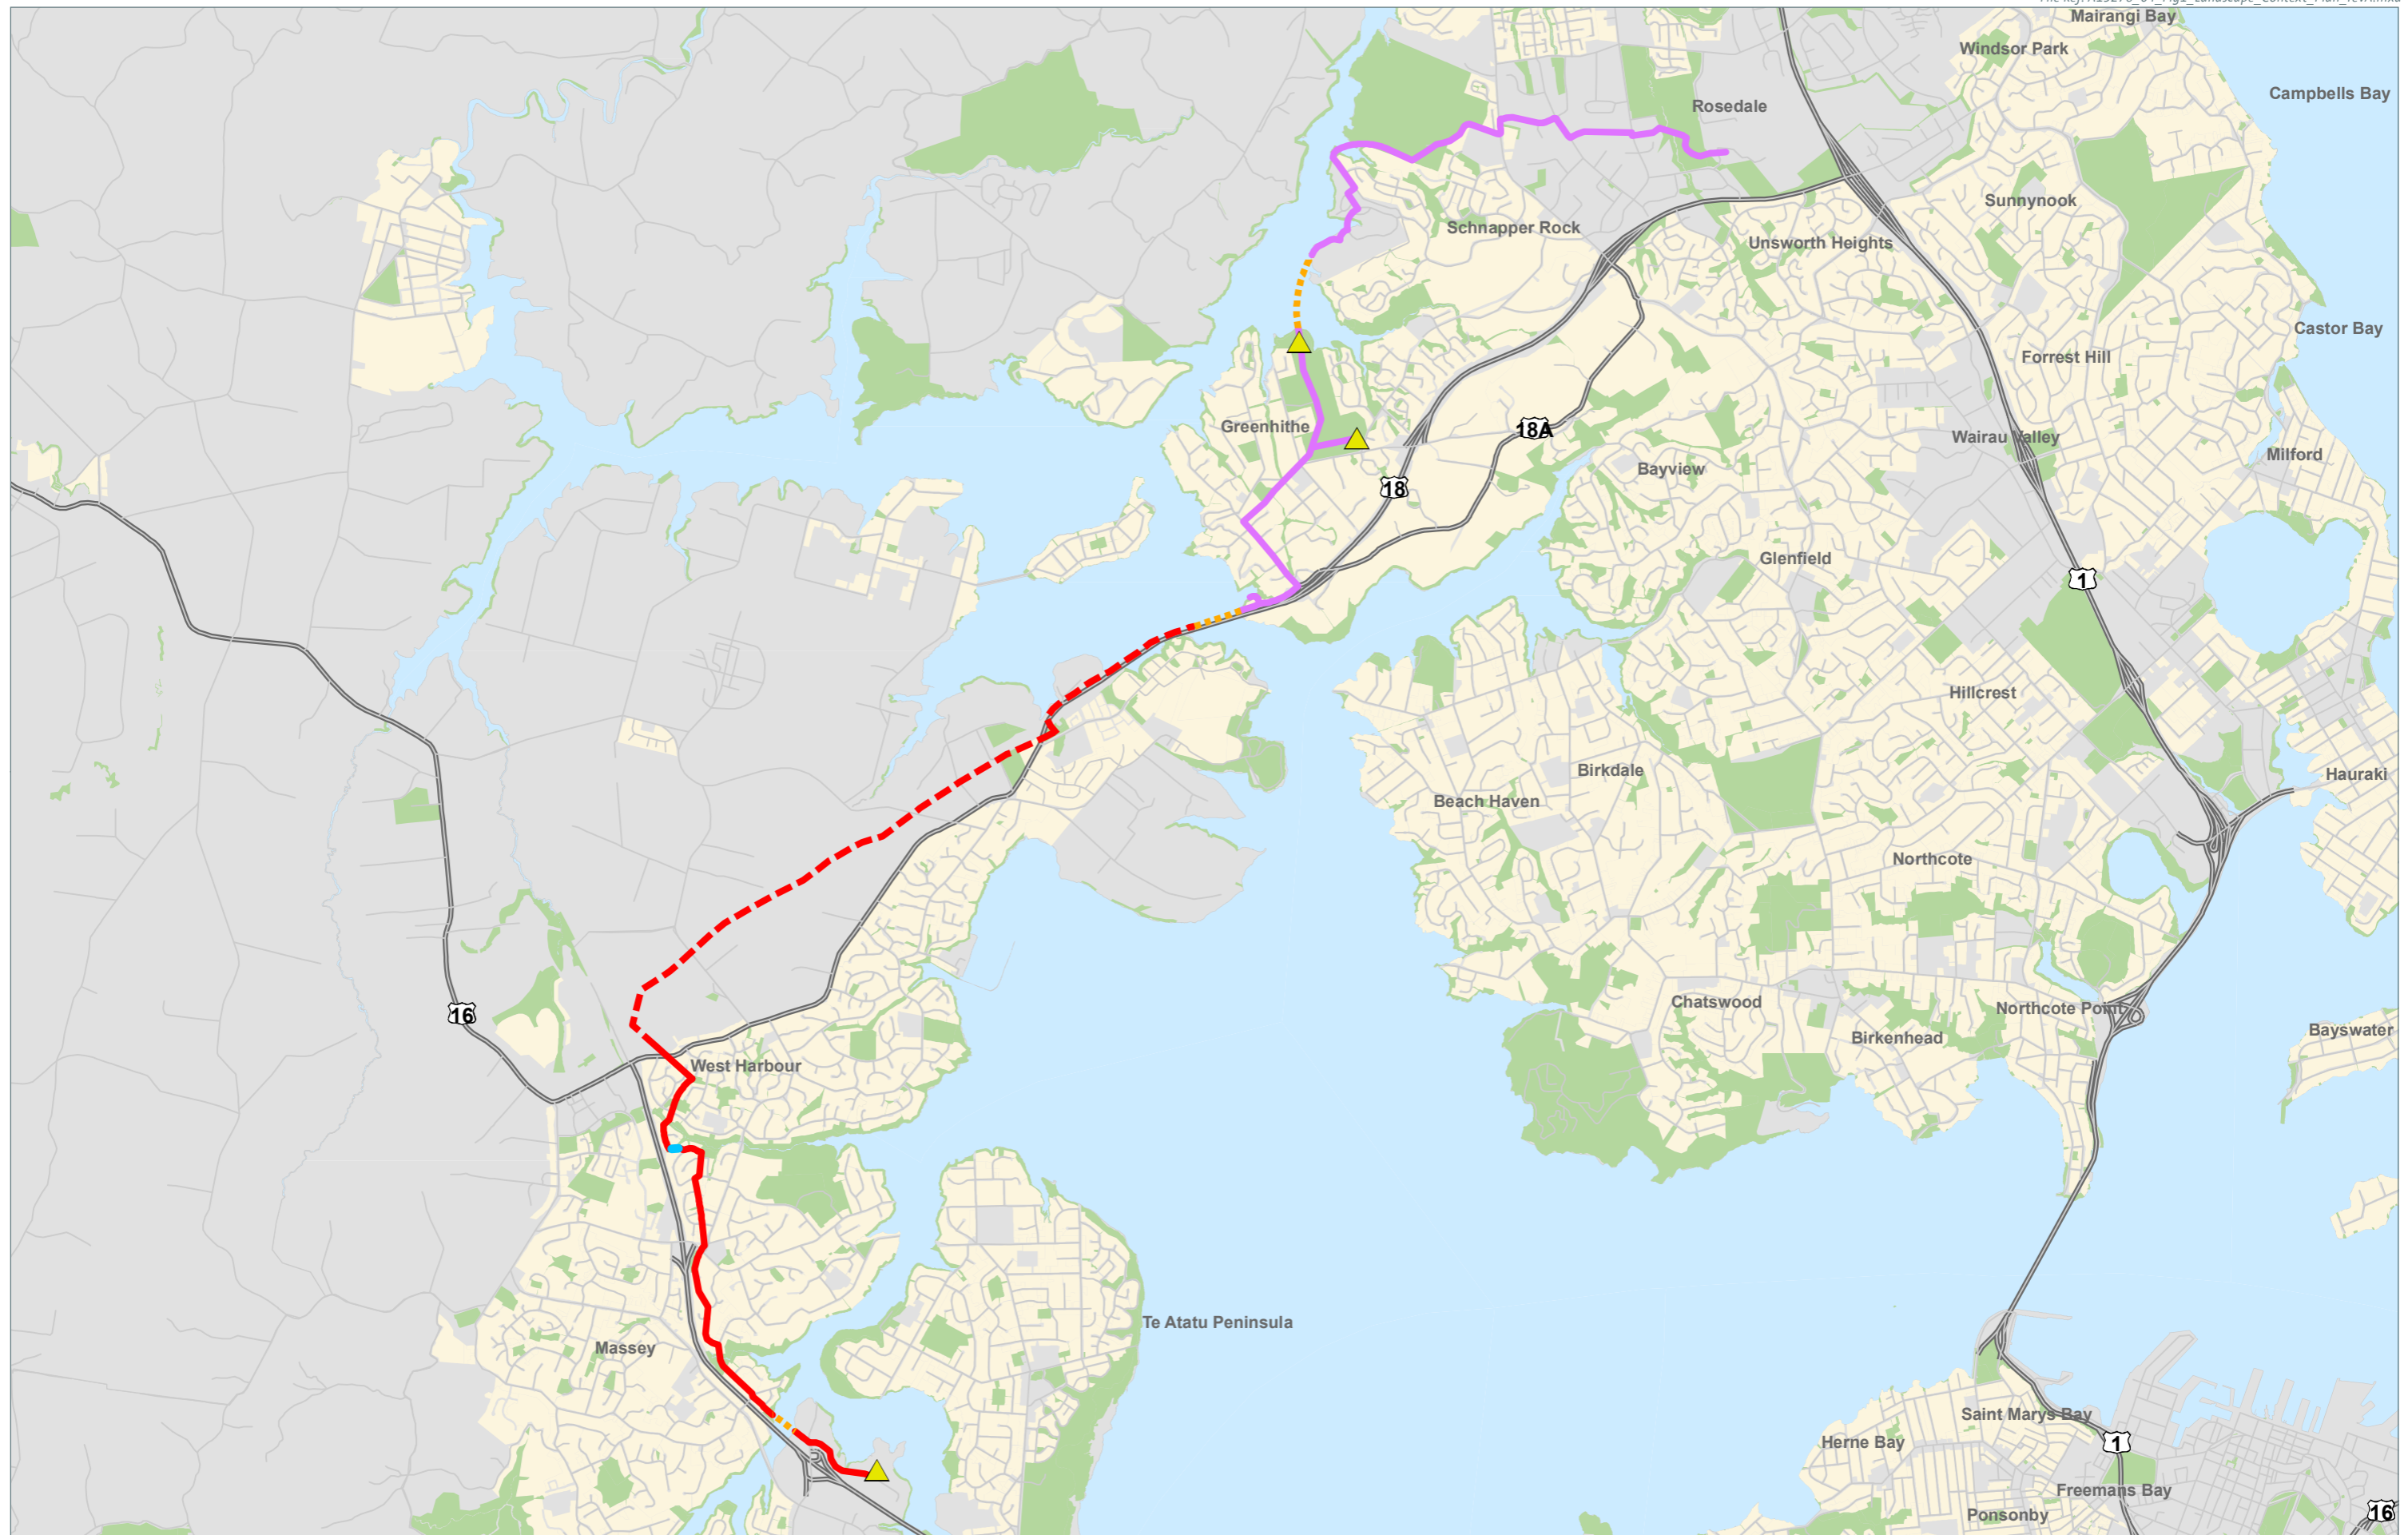 Mairangi Bay
Windsor Park
Campbells Bay
Rosedale
Sunnynook
Schnapper Rock
Unsworth Heights
Castor Bay
Forrest Hill
Greenhithe
18A
Wairau Valley
Milford
Bayview
18
Glenfield
1
Hillcrest
Birkdale
Hauraki
Beach Haven
Northcote
Chatswood
Northcote Point
16
Bayswater
Birkenhead
West Harbour
Te Atatu Peninsula
Massey
Saint Marys Bay
Herne Bay
1
Freemans Bay
Ponsonby
16